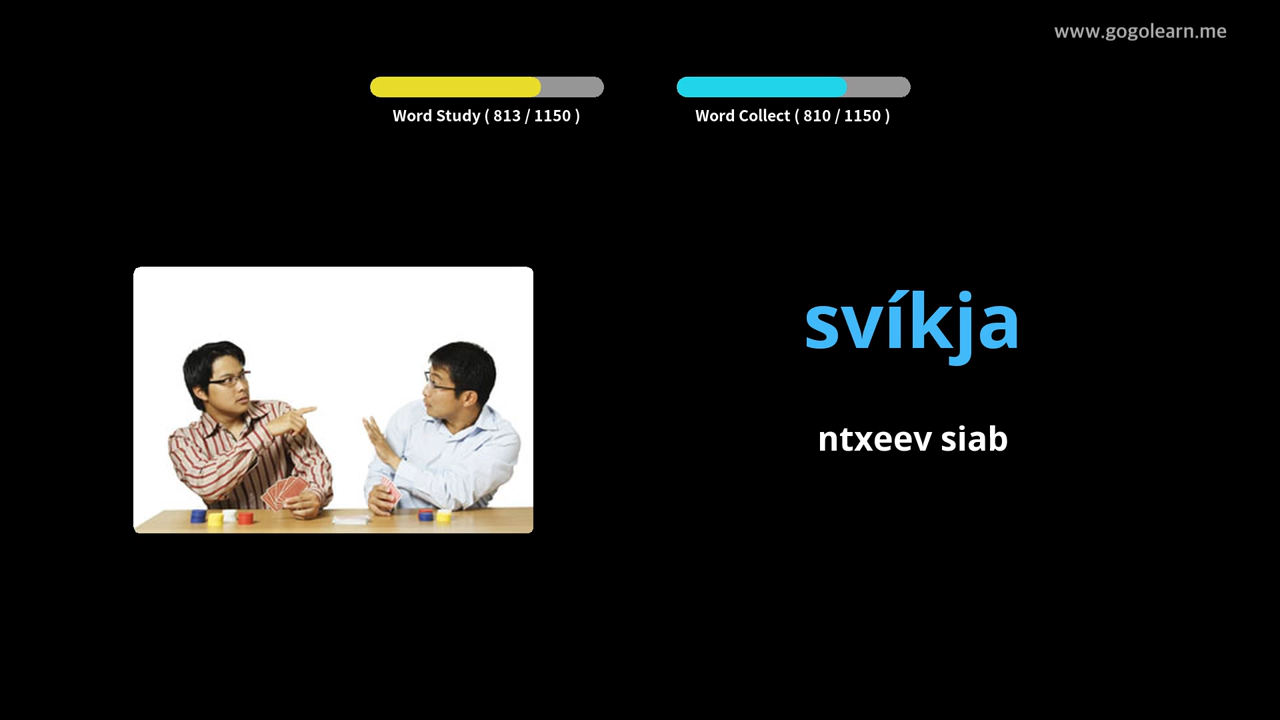 www.gogolearn.me
Word Study ( 813 / 1150 )
Word Collect ( 810 / 1150 )
svíkja
ntxeev siab